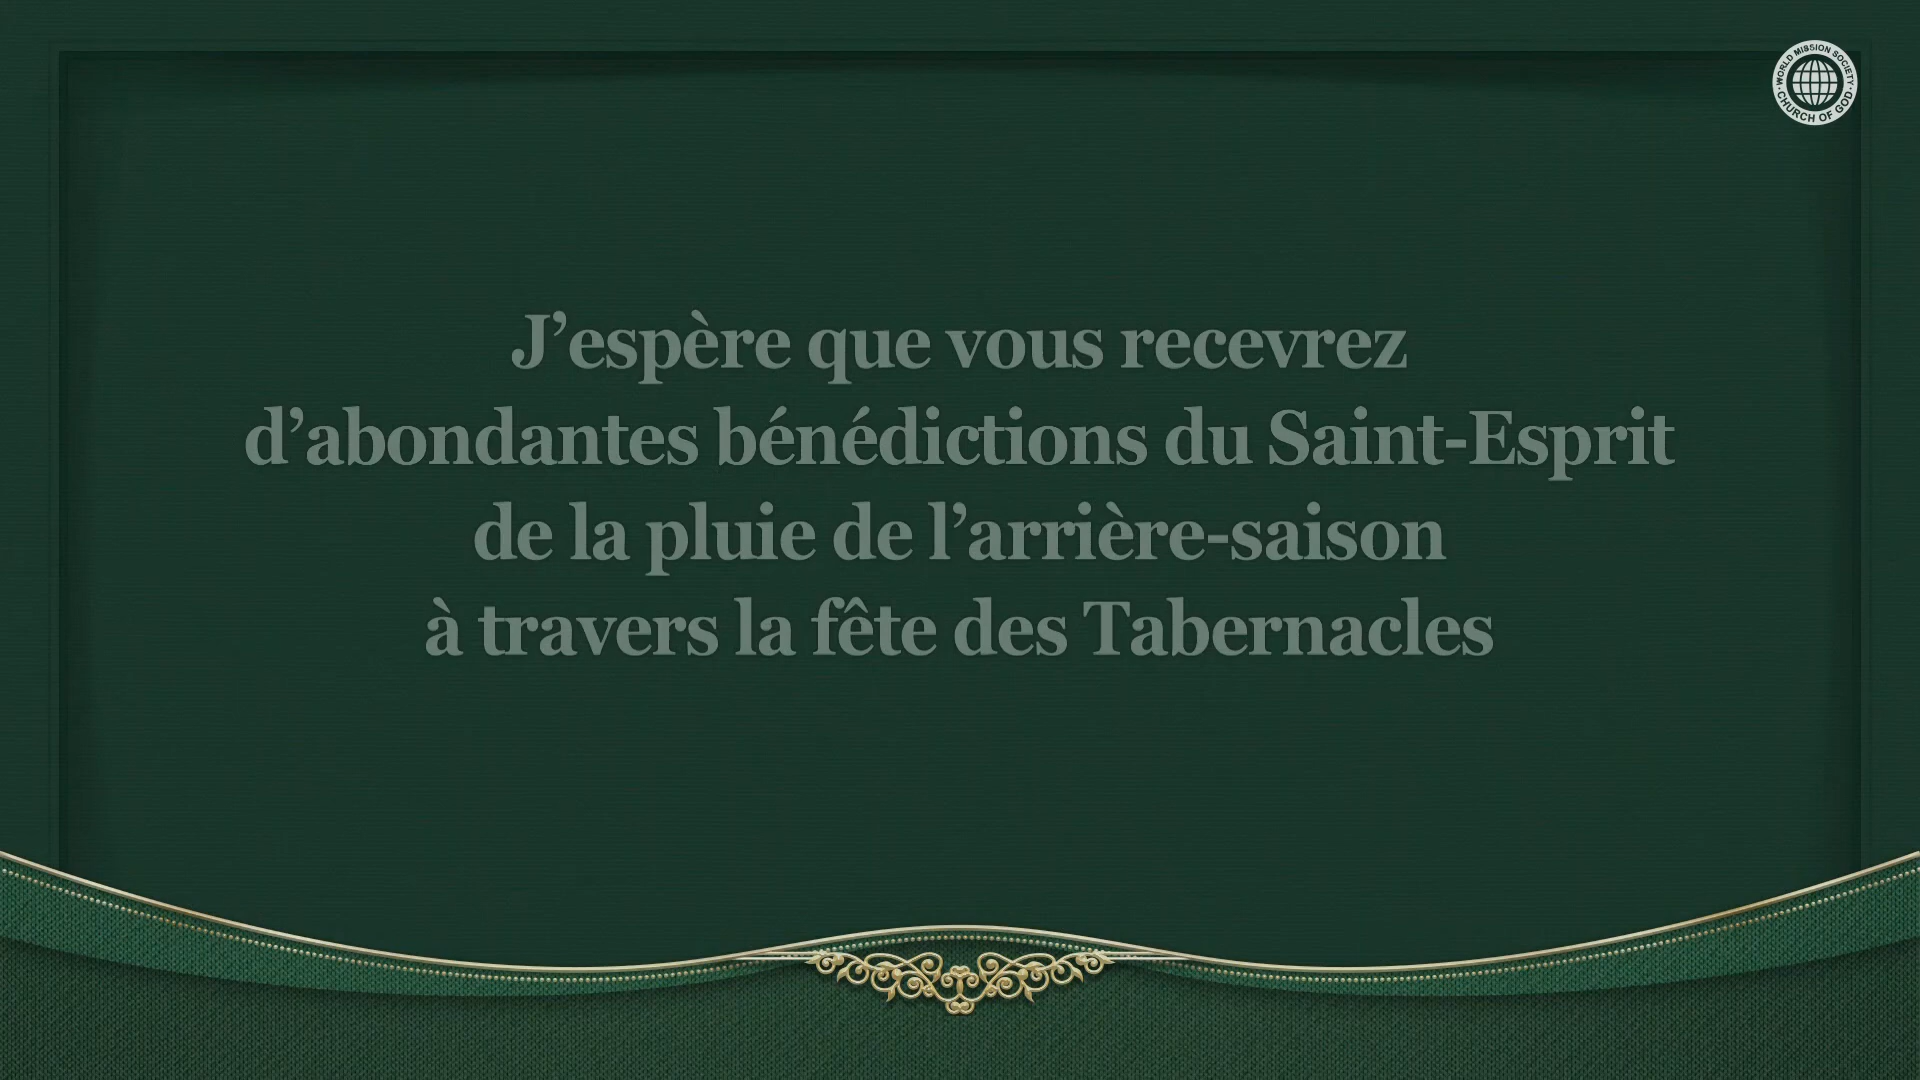 WORLD MISSION SOCIETY
CHURCH OF GOD
J’espère que vous recevrez
d’abondantes bénédictions du Saint-Esprit
de la pluie de l’arrière-saison
à travers la fête des Tabernacles